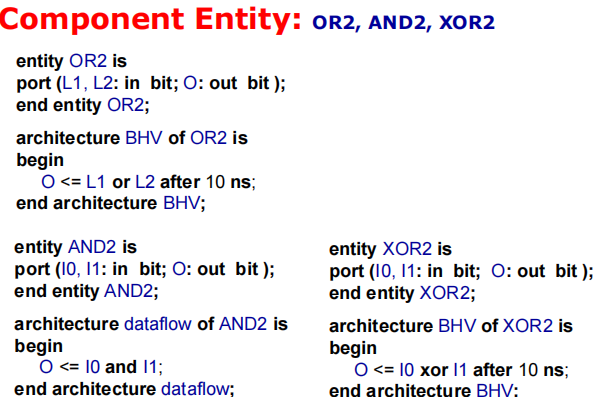 Component Entity: OR2, AND2, XOR2
entity OR2 is
port (L1, L2: in bit; O: out bit );
end entity OR2;
architecture BHV of OR2 is
begin
O <= L1 or L2 after 10 ns;
end architecture BHV;
entity AND2 is
port (I0, I1: in bit; O: out bit );
end entity AND2;
architecture dataflow of AND2 is
begin
O <= I0 and I1;
end architecture dataflow;
entity XOR2 is
port (I0, I1: in bit; O: out bit );
end entity XOR2;
architecture BHV of XOR2 is
begin
O <= I0 xor I1 after 10 ns;
end architecture BHV;